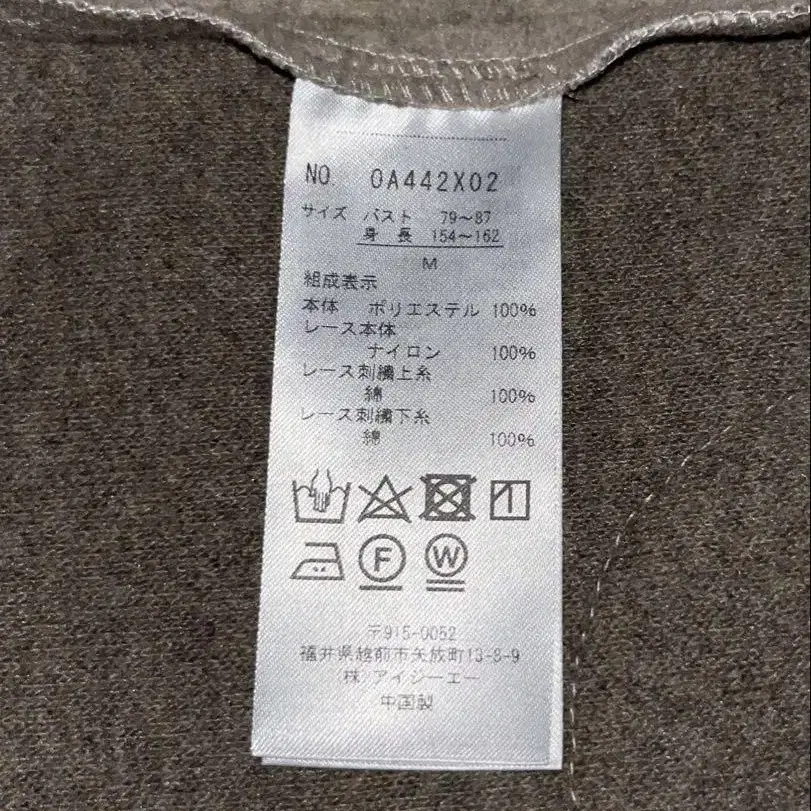 NO 0A442X02
サイズ バスト 79〜87
身長 154〜162
M
組成表示
本体 ポリエステル 100%
レース本体
ナイロン 100%
レース刺繍上糸
綿 100%
レース刺繍下糸
綿 100%
F W
〒915-0052
福井県越前市矢放町13-8-9
株)アイシーエー
中国製